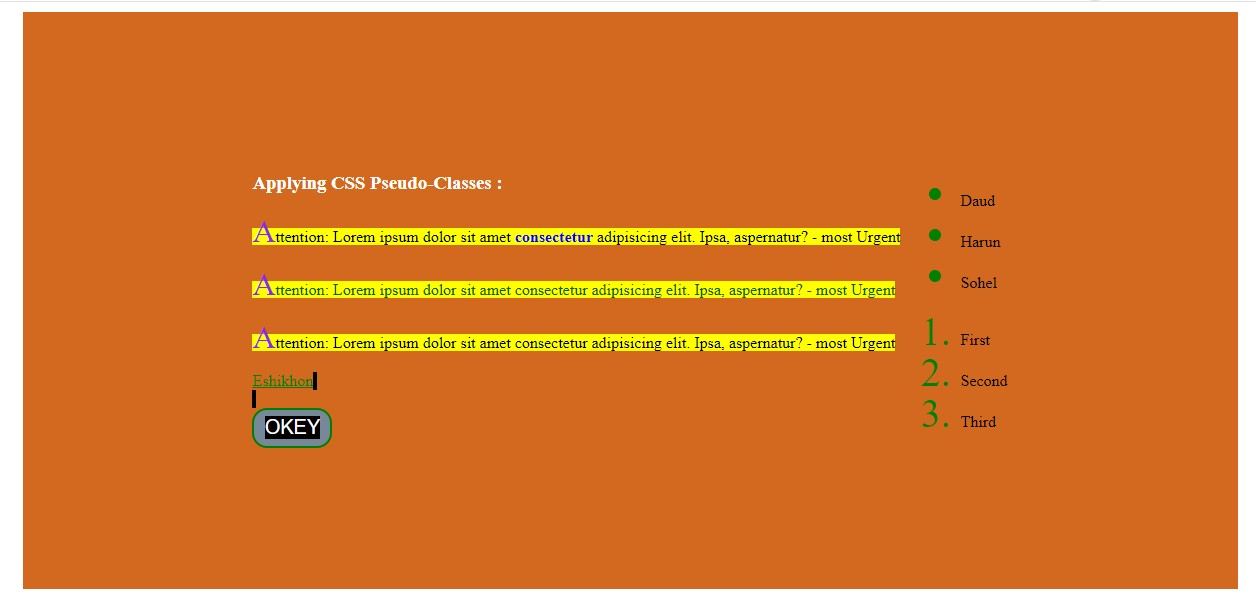 Applying CSS Pseudo-Classes :
Attention: Lorem ipsum dolor sit amet consectetur adipisicing elit. Ipsa, aspernatur? - most Urgent
Attention: Lorem ipsum dolor sit amet consectetur adipisicing elit. Ipsa, aspernatur? - most Urgent
Attention: Lorem ipsum dolor sit amet consectetur adipisicing elit. Ipsa, aspernatur? - most Urgent
Eshikhon
OKEY
• Daud
• Harun
• Sohel
1. First
2. Second
3. Third